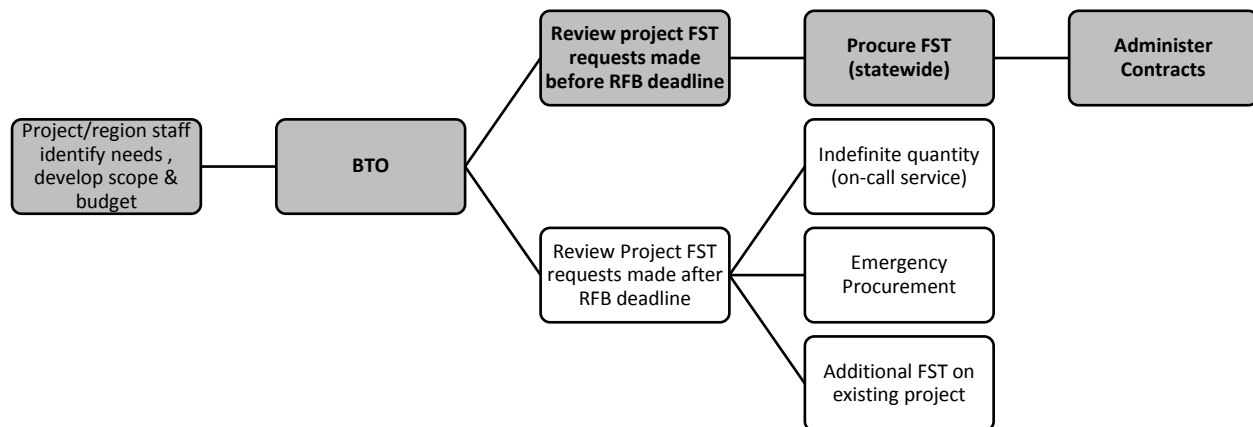 Project/region staff
identify needs ,
develop scope &
budget
BTO
Review project FST
requests made
before RFB deadline
Procure FST
(statewide)
Administer
Contracts
Review Project FST
requests made after
RFB deadline
Indefinite quantity
(on-call service)
Emergency
Procurement
Additional FST on
existing project